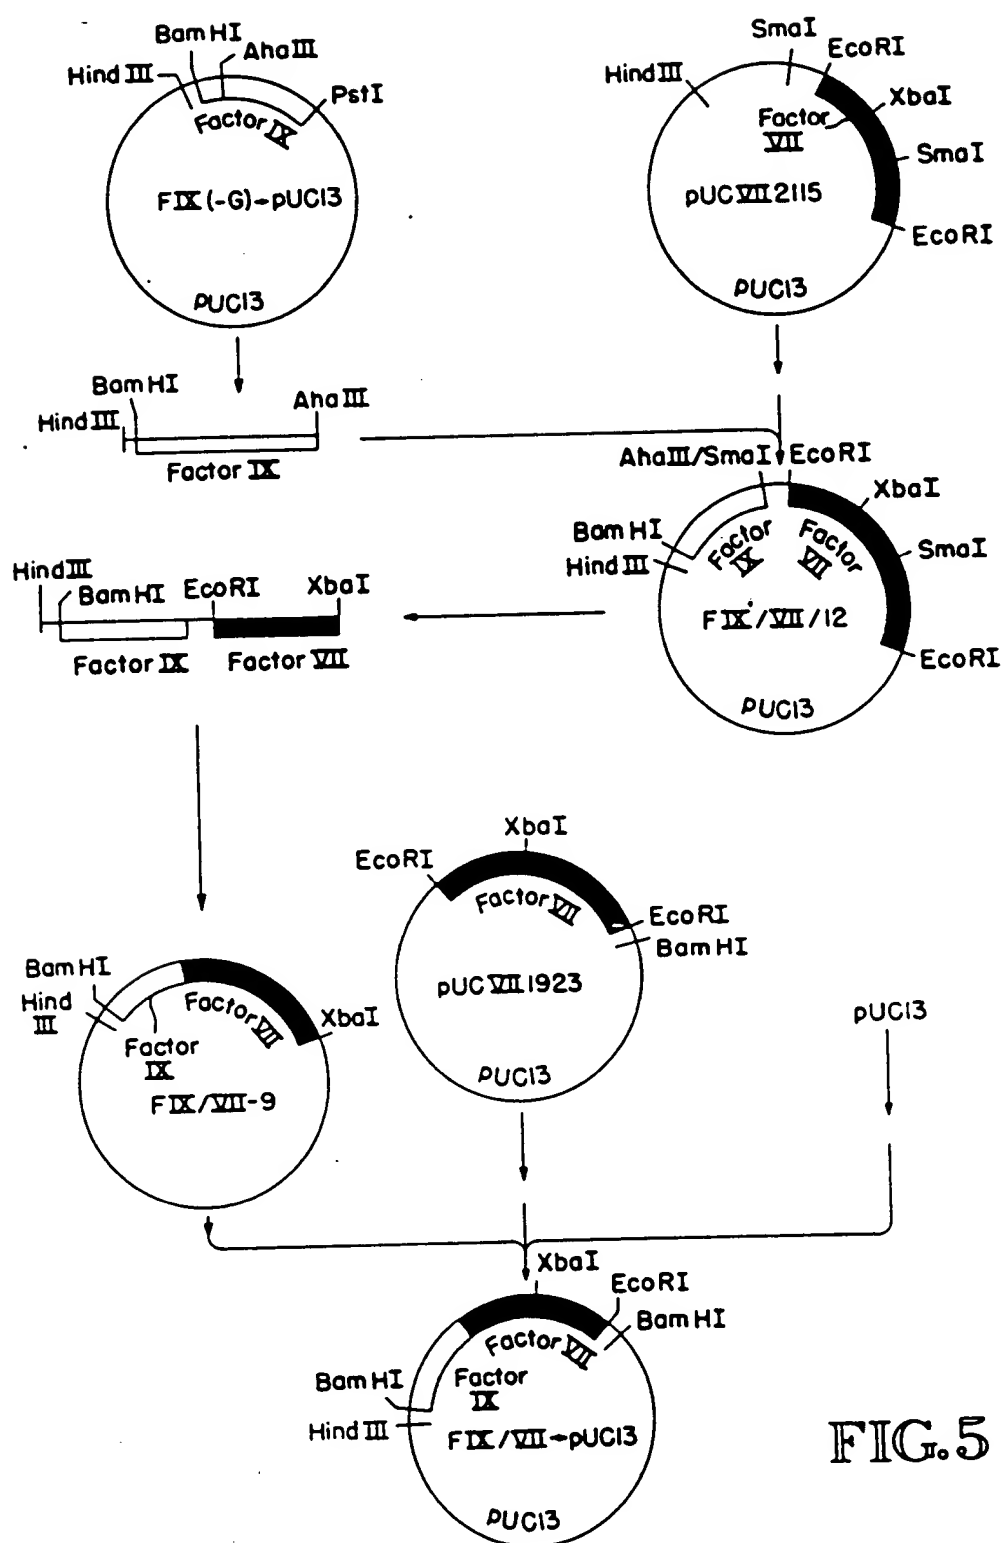 Bam HI
Aha III
Hind III
PstI
Factor IX
FIX (-G)→pUC13
pUC13
SmaI
EcoRI
Hind III
XbaI
Factor
VII
SmaI
pUC VII 2115
EcoRI
pUC13
Bam HI
Hind III
Aha III
Factor IX
AhaIII/SmaI
EcoRI
XbaI
Bam HI
Hind III
Factor
IX
Factor
VII
SmaI
FIX'/VII/12
EcoRI
pUC13
Hind III
Bam HI
EcoRI
XbaI
Factor IX
Factor VII
XbaI
EcoRI
Factor VII
EcoRI
Bam HI
pUC VII 1923
pUC13
Bam HI
Hind
III
Factor VII
XbaI
Factor
IX
FIX/VII-9
pUC13
XbaI
EcoRI
Bam HI
Factor VII
Bam HI
Factor
IX
Hind III
FIX/VII→pUC13
pUC13
FIG. 5